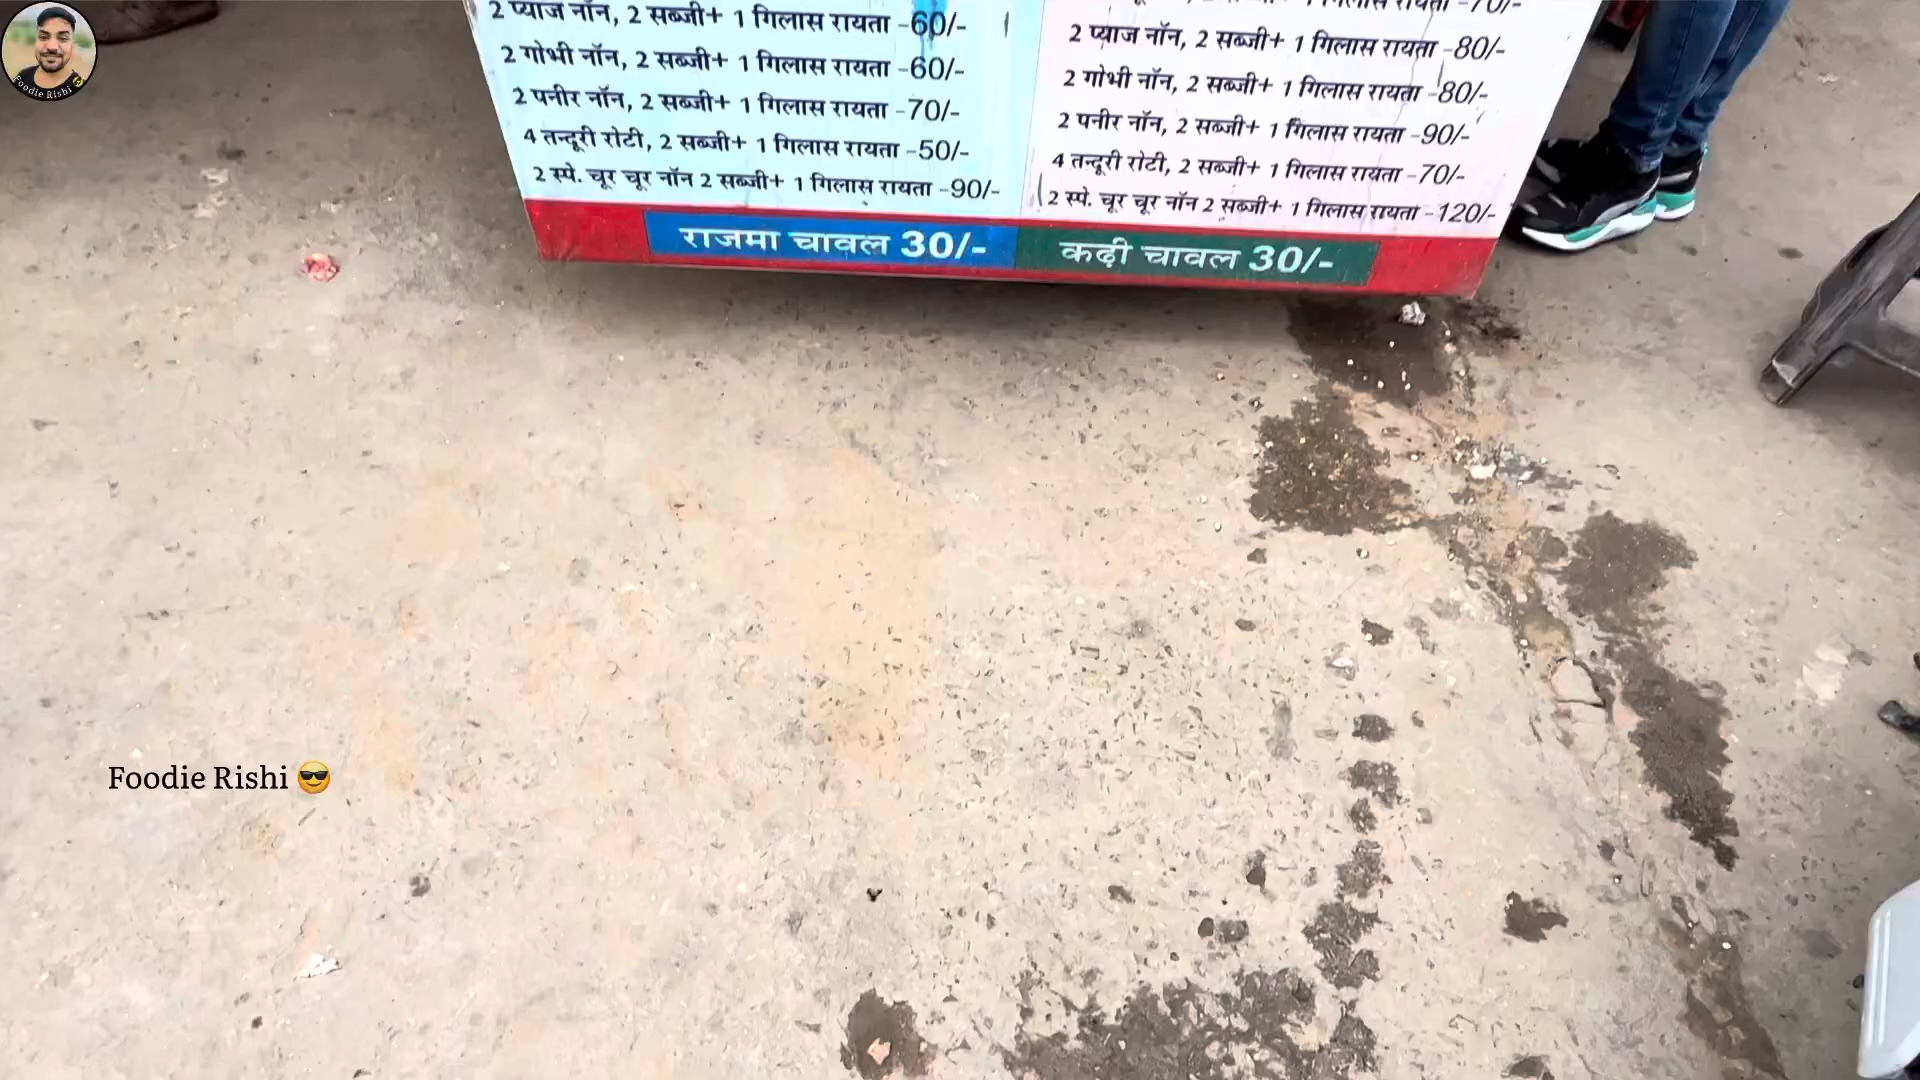 Foodie Rishi
2 प्याज नॉन, 2 सब्जी+ 1 गिलास रायता -60/-
2 गोभी नॉन, 2 सब्जी+ 1 गिलास रायता -60/-
2 पनीर नॉन, 2 सब्जी+ 1 गिलास रायता -70/-
4 तन्दूरी रोटी, 2 सब्जी+ 1 गिलास रायता -50/-
2 स्पे. चूर चूर नॉन 2 सब्जी+ 1 गिलास रायता -90/-
राजमा चावल 30/-
1 गिलास रायता -70/-
2 प्याज नॉन, 2 सब्जी+ 1 गिलास रायता -80/-
2 गोभी नॉन, 2 सब्जी+ 1 गिलास रायता -80/-
2 पनीर नॉन, 2 सब्जी+ 1 गिलास रायता -90/-
4 तन्दूरी रोटी, 2 सब्जी+ 1 गिलास रायता -70/-
2 स्पे. चूर चूर नॉन 2 सब्जी+ 1 गिलास रायता -120/-
कढ़ी चावल 30/-
Foodie Rishi 😎